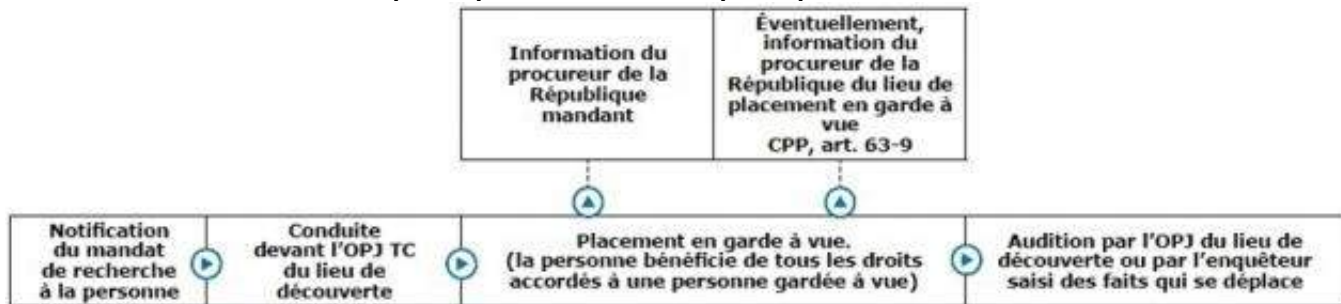 Information du
procureur de la
République
mandant
Éventuellement,
information du
procureur de la
République du lieu de
placement en garde à
vue
CPP, art. 63-9
Notification
du mandat
de recherche
à la personne
Conduite
devant l'OPJ TC
du lieu de
découverte
Placement en garde à vue.
(la personne bénéficie de tous les droits
accordés à une personne gardée à vue)
Audition par l'OPJ du lieu de
découverte ou par l'enquêteur
saisi des faits qui se déplace